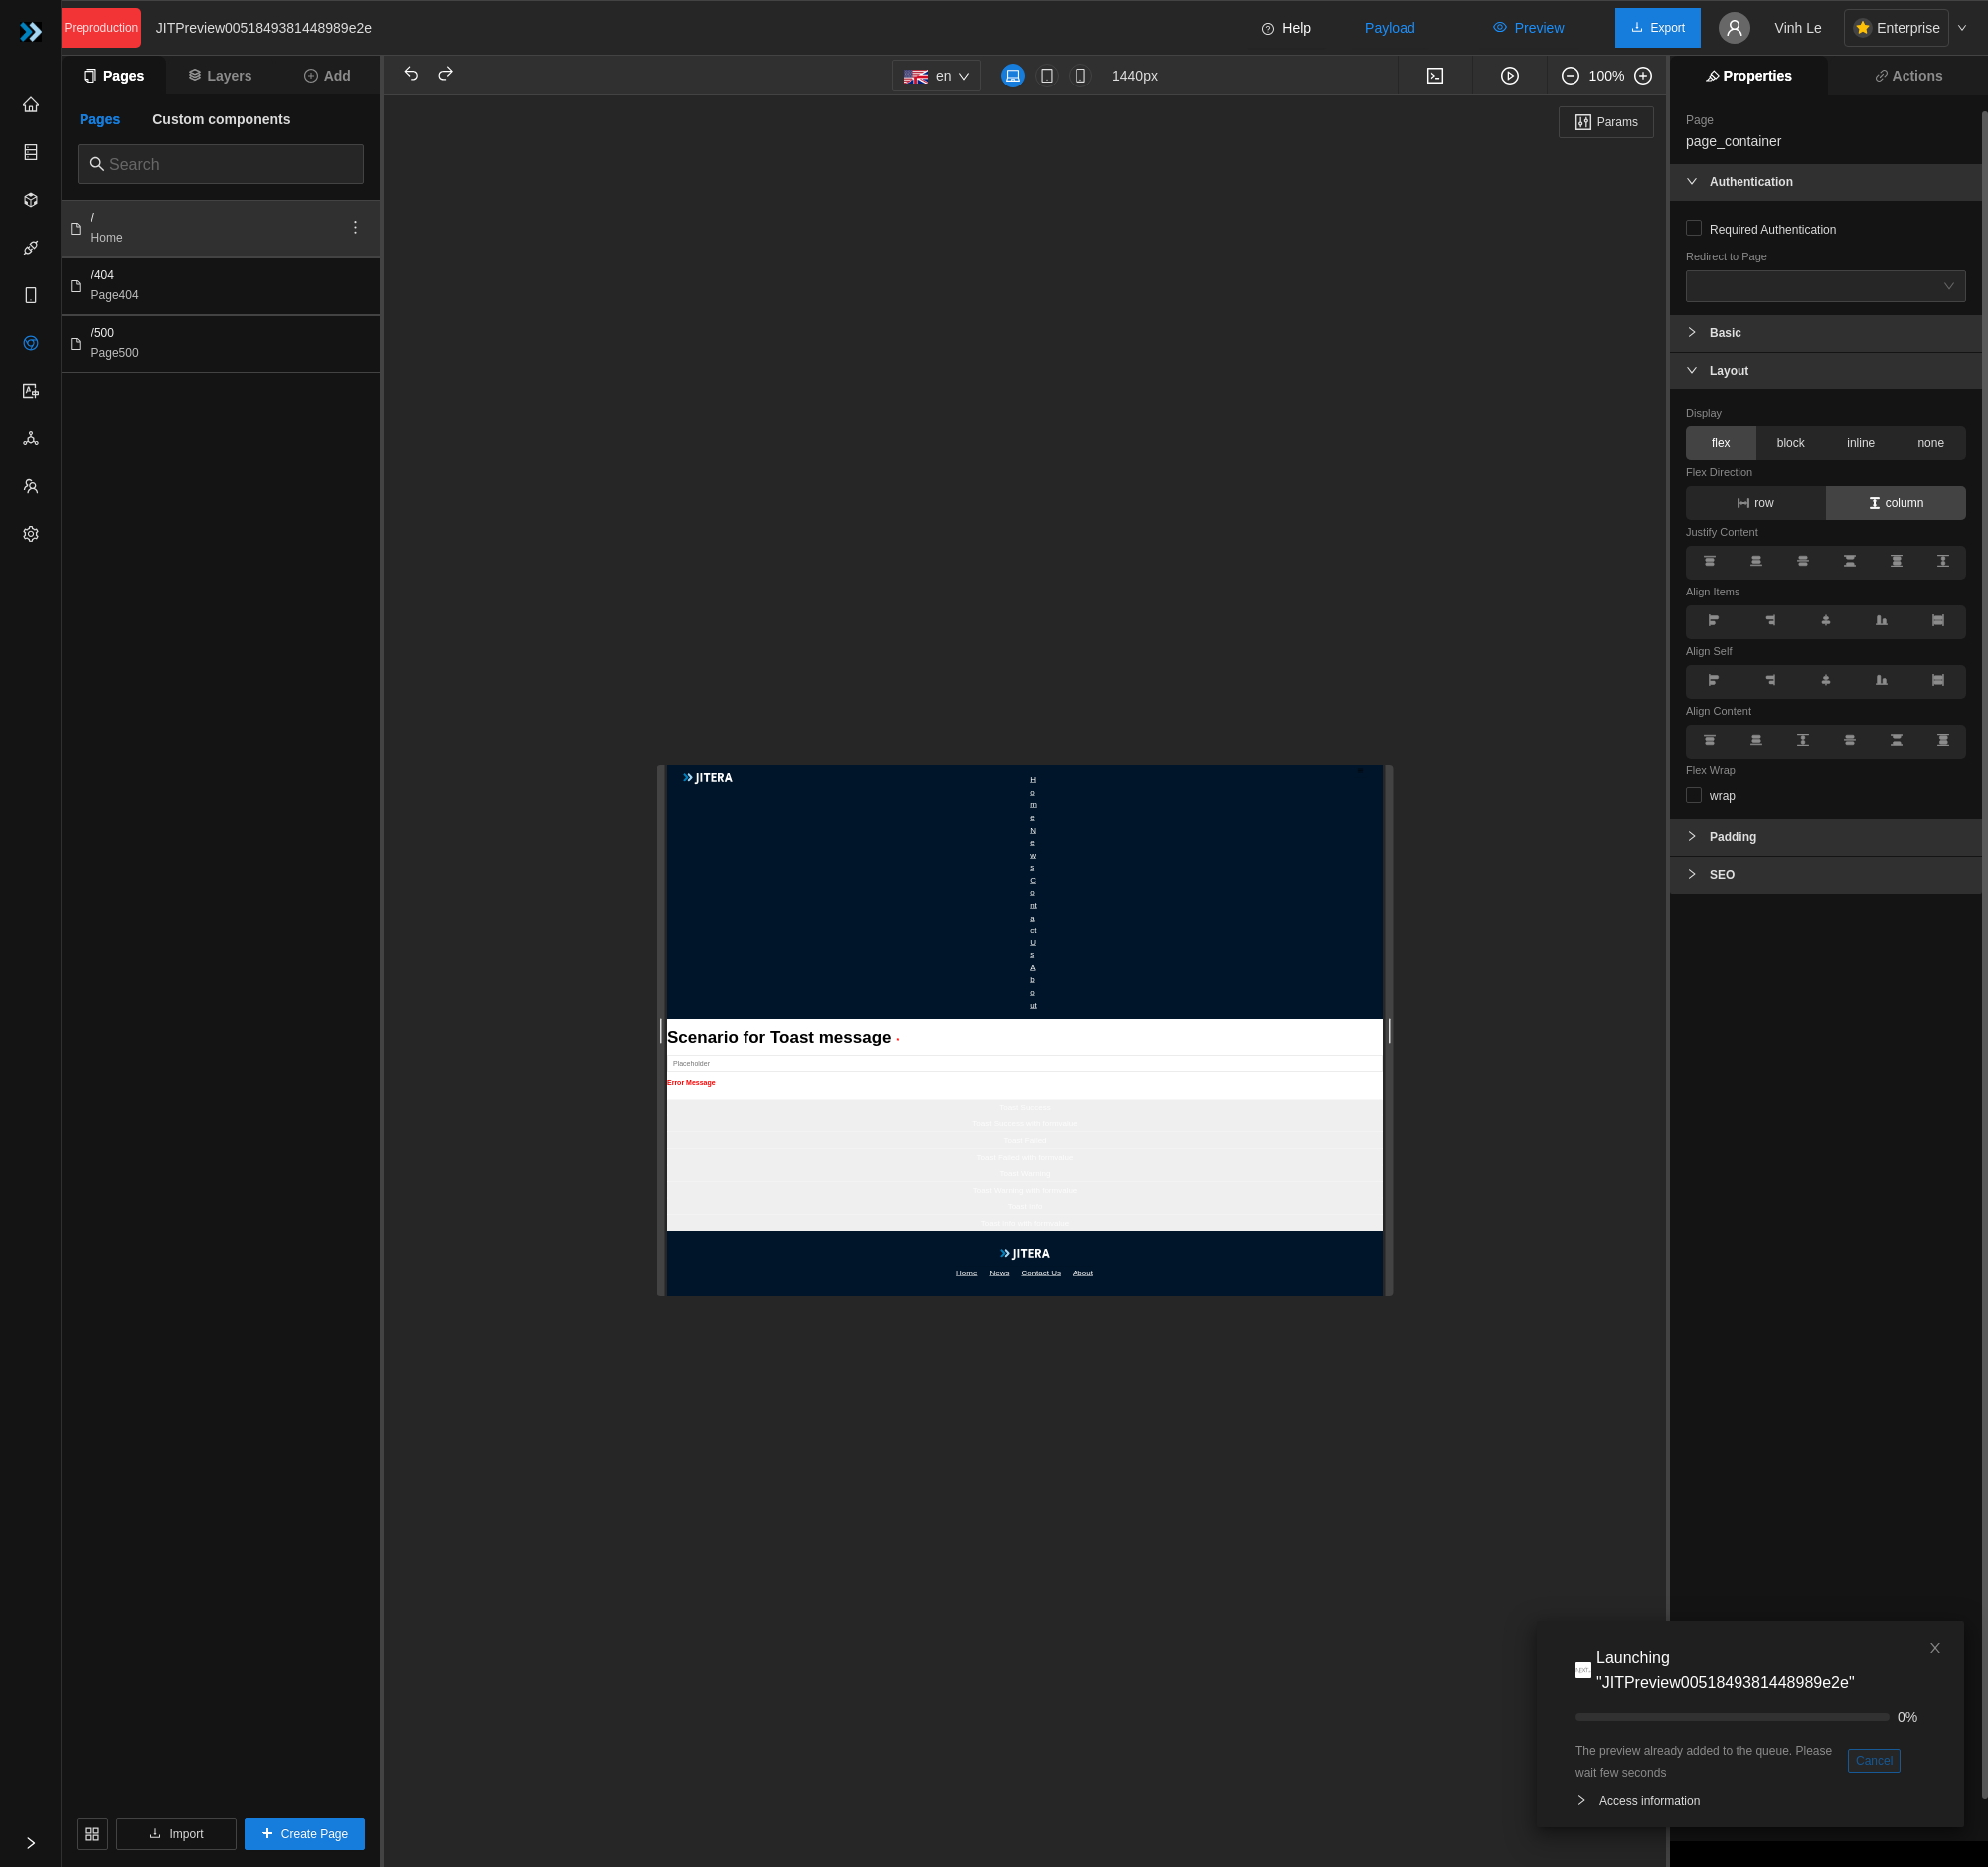 Preproduction
JITPreview0051849381448989e2e
Help
Payload
Preview
Export
Vinh Le
Enterprise
Pages
Layers
Add
en
1440px
100%
Properties
Actions
Pages
Custom components
Search
/
Home
/404
Page404
/500
Page500
Import
Create Page
Params
JITERA
H
o
m
e
N
e
w
s
C
o
nt
a
ct
U
s
A
b
o
ut
Scenario for Toast message *
Placeholder
Error Message
JITERA
Home News Contact Us About
Page
page_container
Authentication
Required Authentication
Redirect to Page
Basic
Layout
Display
flex block inline none
Flex Direction
row column
Justify Content
Align Items
Align Self
Align Content
Flex Wrap
wrap
Padding
SEO
Launching
"JITPreview0051849381448989e2e"
0%
The preview already added to the queue. Please
wait few seconds
Cancel
Access information